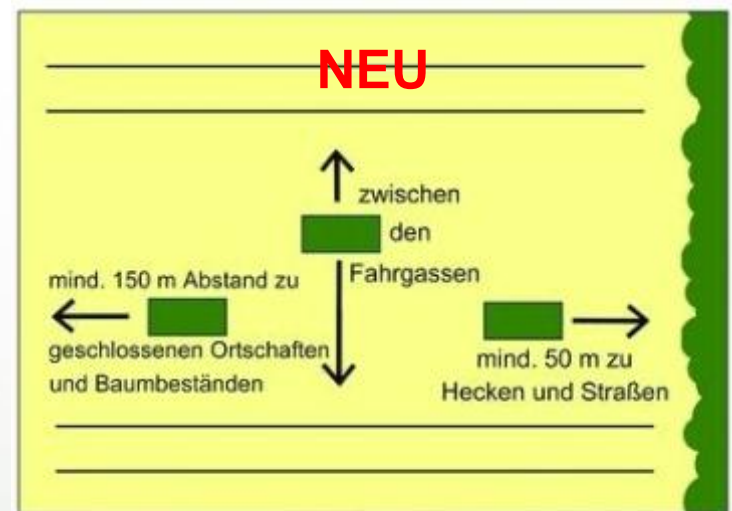 NEU
zwischen
den
Fahrgassen
mind. 150 m Abstand zu
geschlossenen Ortschaften
und Baumbeständen
mind. 50 m zu
Hecken und Straßen